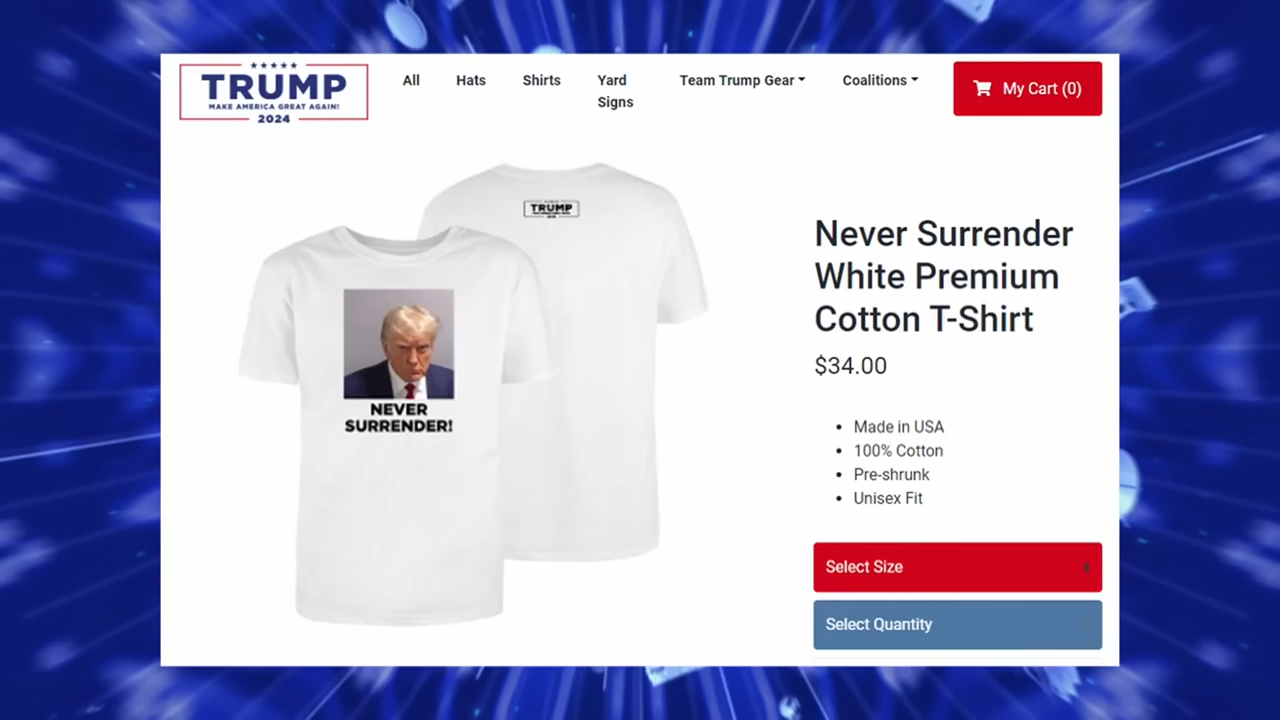 TRUMP
MAKE AMERICA GREAT AGAIN!
2024
All
Hats
Shirts
Yard
Signs
Team Trump Gear
Coalitions
My Cart (0)
TRUMP
NEVER
SURRENDER!
Never Surrender
White Premium
Cotton T-Shirt
$34.00
Made in USA
100% Cotton
Pre-shrunk
Unisex Fit
Select Size
Select Quantity